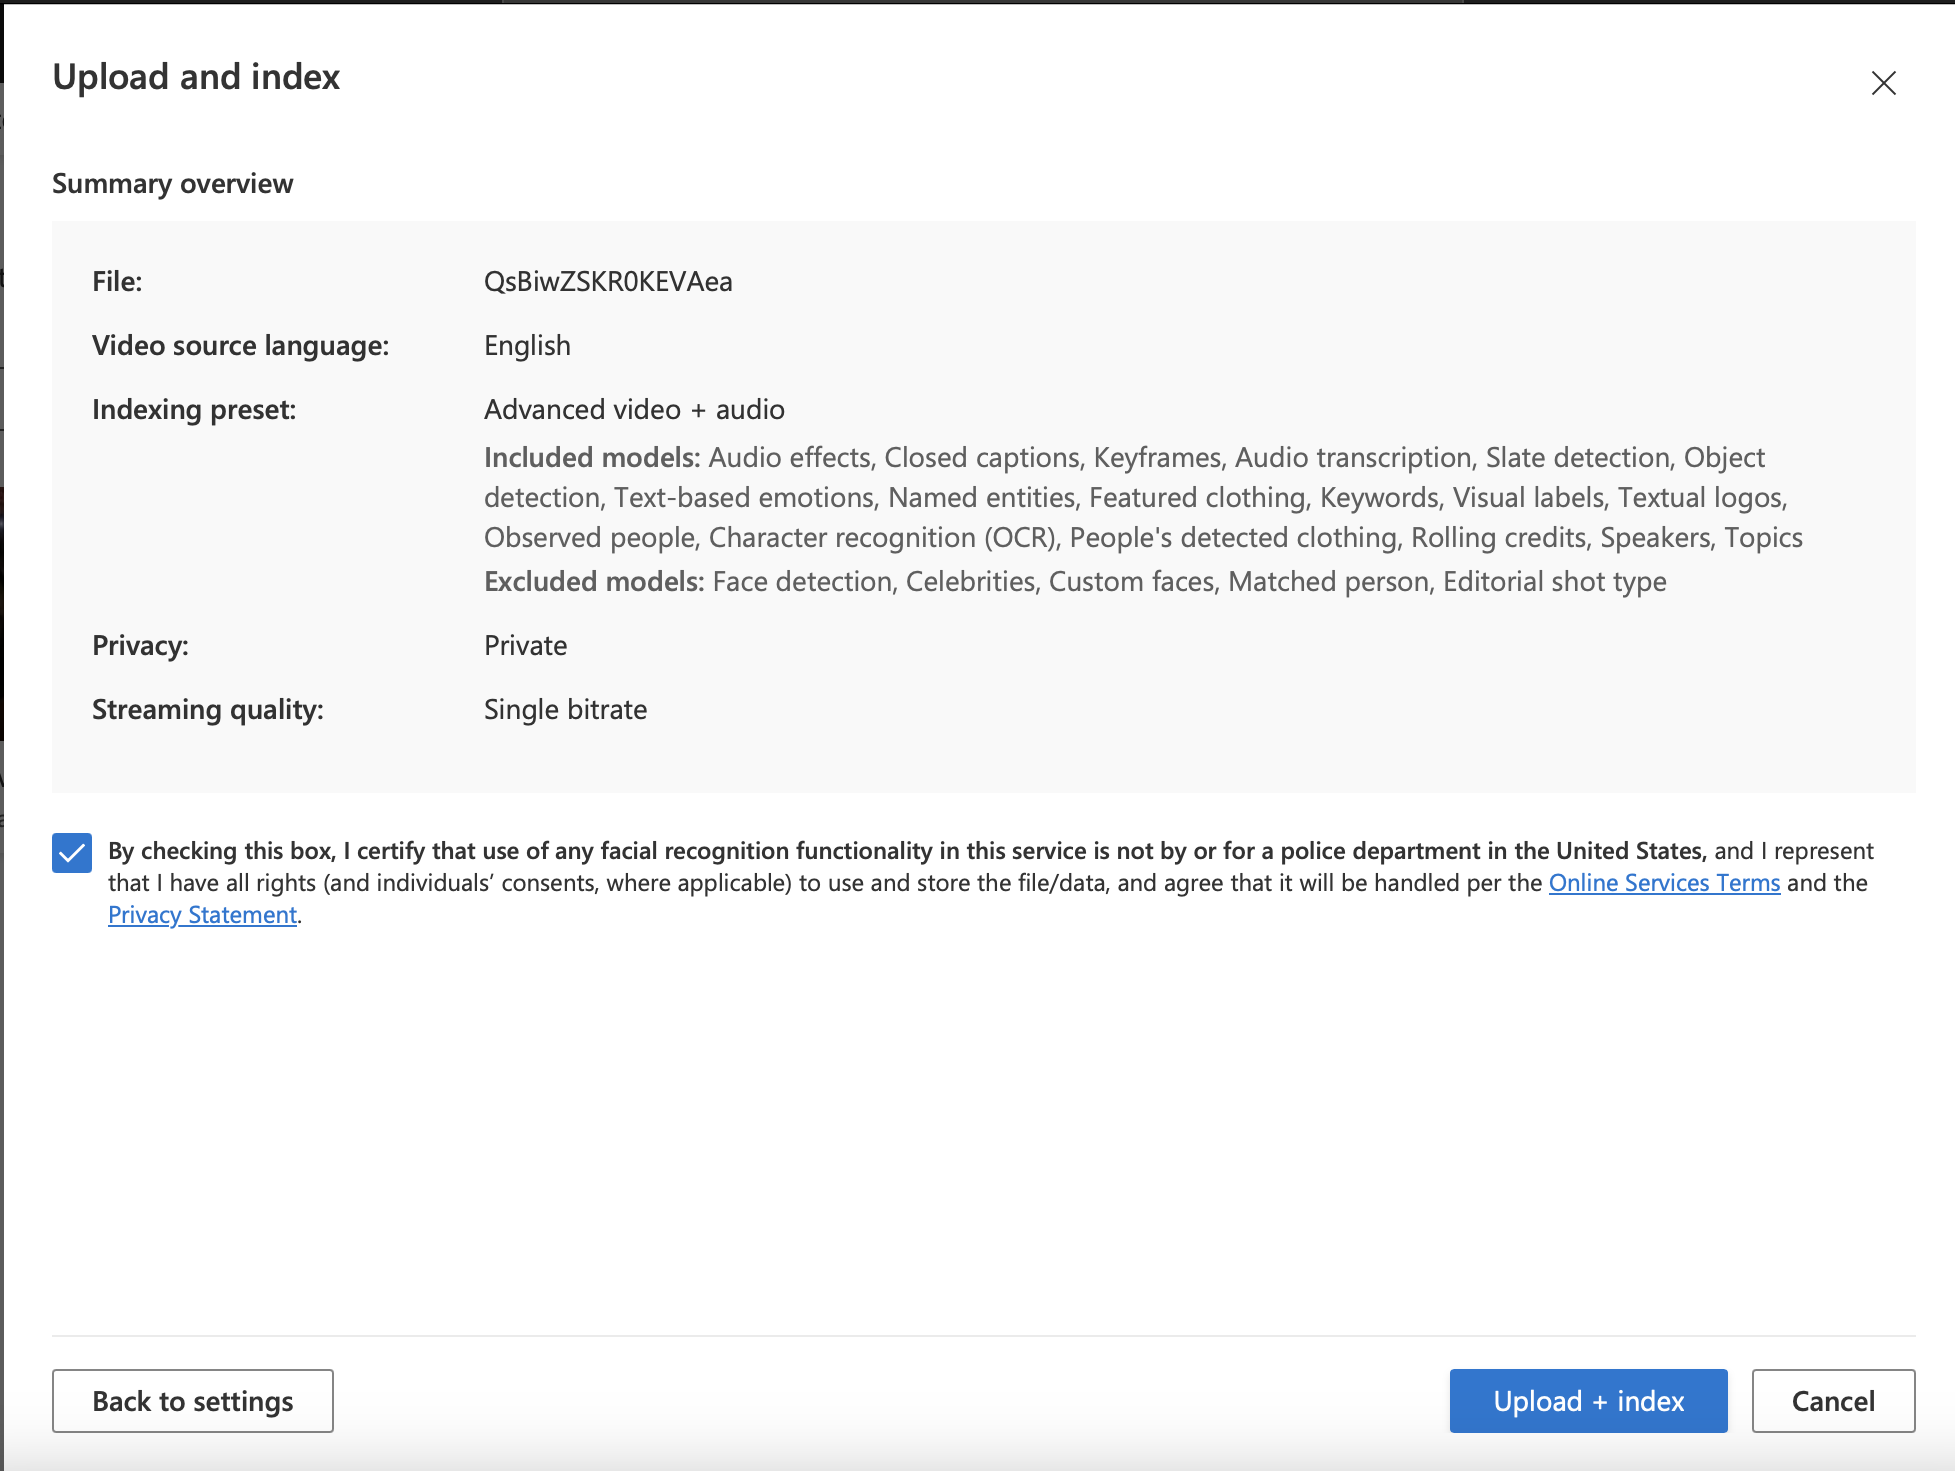 Upload and index
Summary overview
File: QsBiwZSKR0KEVAea
Video source language: English
Indexing preset: Advanced video + audio
Included models: Audio effects, Closed captions, Keyframes, Audio transcription, Slate detection, Object
detection, Text-based emotions, Named entities, Featured clothing, Keywords, Visual labels, Textual logos,
Observed people, Character recognition (OCR), People's detected clothing, Rolling credits, Speakers, Topics
Excluded models: Face detection, Celebrities, Custom faces, Matched person, Editorial shot type
Privacy: Private
Streaming quality: Single bitrate
By checking this box, I certify that use of any facial recognition functionality in this service is not by or for a police department in the United States, and I represent
that I have all rights (and individuals’ consents, where applicable) to use and store the file/data, and agree that it will be handled per the Online Services Terms and the
Privacy Statement.
Back to settings
Upload + index
Cancel